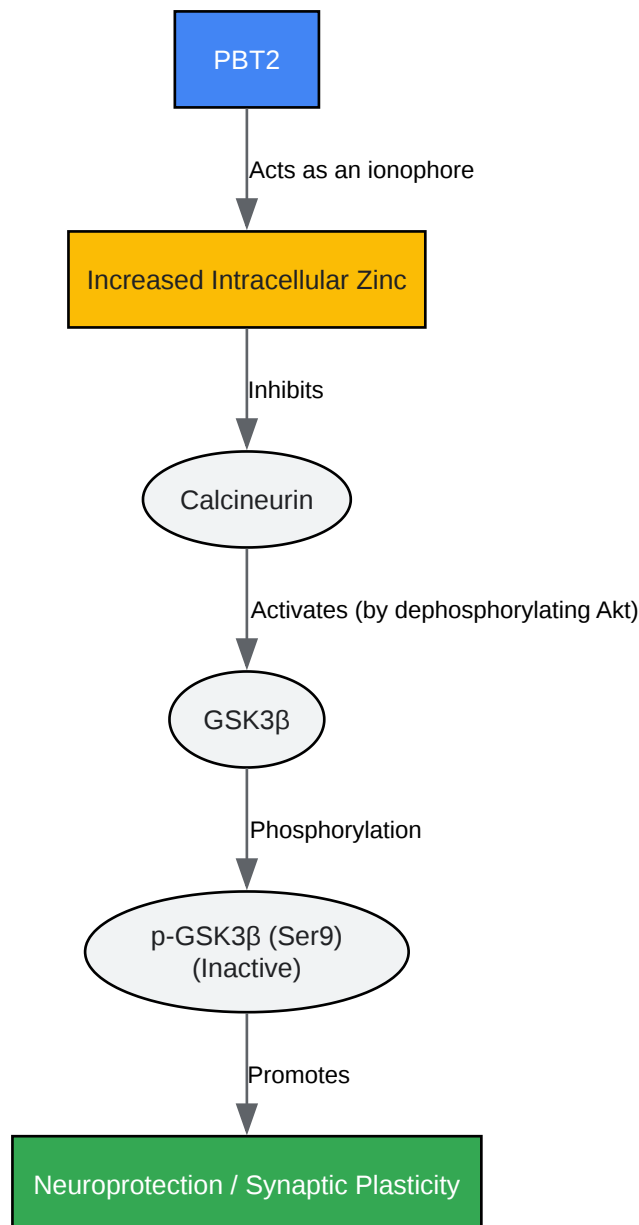 PBT2
Acts as an ionophore
Increased Intracellular Zinc
Inhibits
Calcineurin
Activates (by dephosphorylating Akt)
GSK3β
Phosphorylation
p-GSK3β (Ser9)
(Inactive)
Promotes
Neuroprotection / Synaptic Plasticity